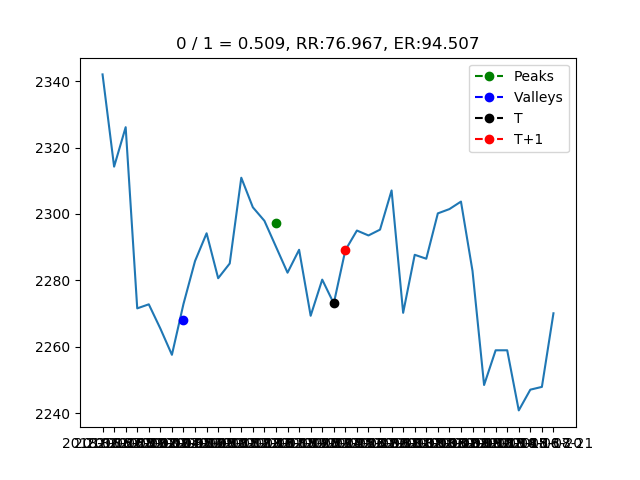 0 / 1 = 0.509, RR:76.967, ER:94.507
Peaks
Valleys
T
T+1
2340
2320
2300
2280
2260
2240